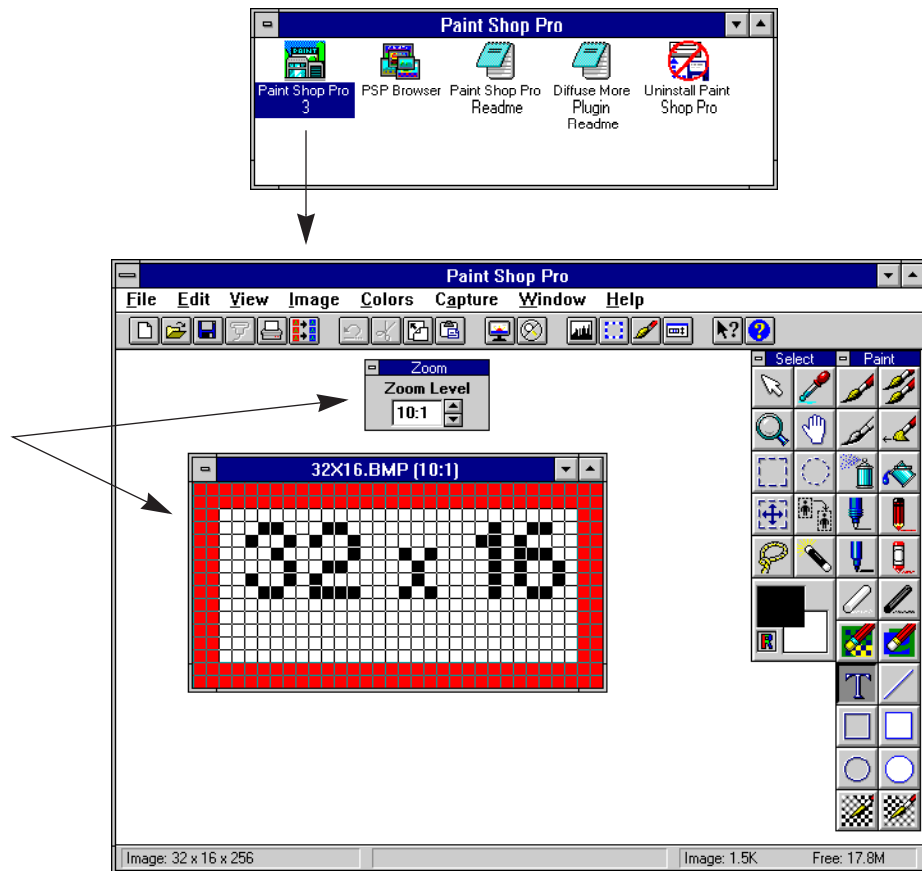 Paint Shop Pro
PAINT
Paint Shop Pro 3
PSP Browser
Paint Shop Pro Readme
Diffuse More Plugin Readme
Uninstall Paint Shop Pro
Paint Shop Pro
File Edit View Image Colors Capture Window Help
Zoom
Zoom Level
10:1
Select
Paint
32X16.BMP (10:1)
32 x 16
R
T
Image: 32 x 16 x 256
Image: 1.5K
Free: 17.8M